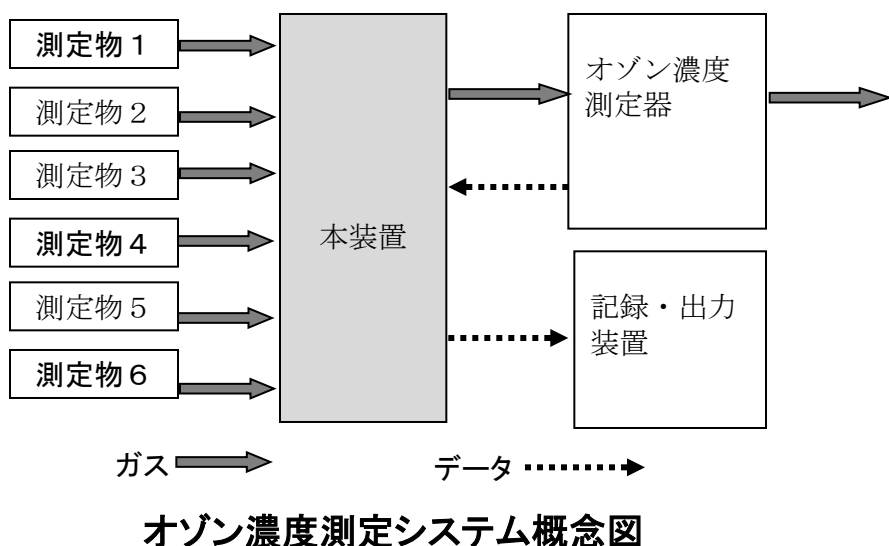 測定物1
測定物2
測定物3
測定物4
測定物5
測定物6
本装置
オゾン濃度
測定器
記録・出力
装置
ガス
データ
オゾン濃度測定システム概念図